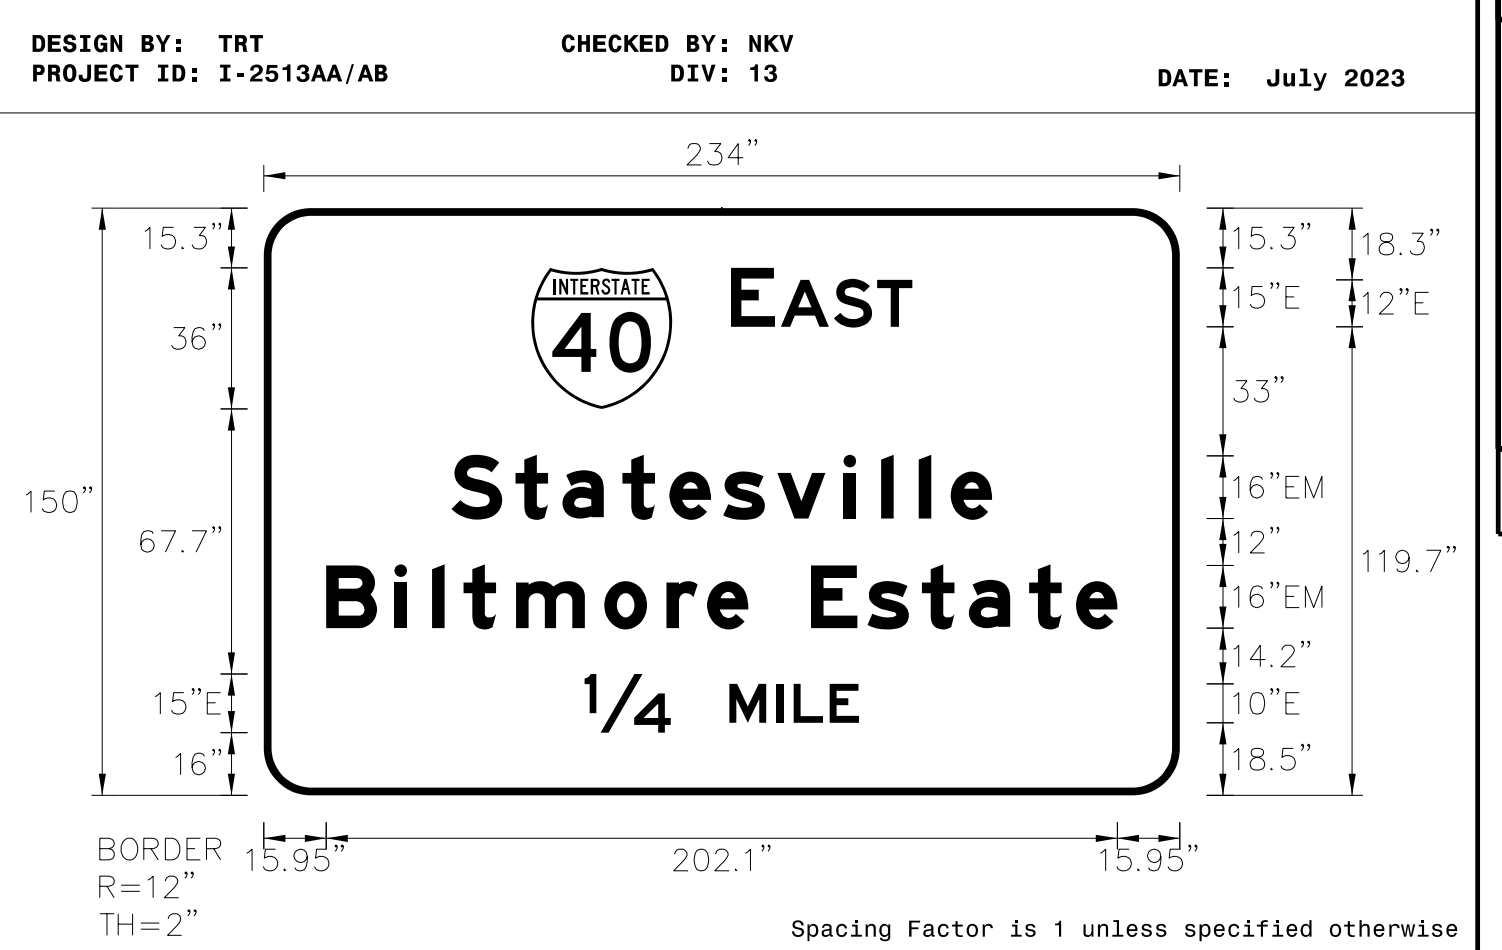 DESIGN BY: TRT CHECKED BY: NKV
PROJECT ID: I-2513AA/AB DIV: 13 DATE: July 2023
234”
15.3” 15.3” 18.3”
INTERSTATE EAST 15”E 12”E
36” 40
33”
150” Statesville 16”EM
67.7” 12” 119.7”
Biltmore Estate 16”EM
14.2”
15”E 1/4 MILE 10”E
16” 18.5”
BORDER 15.95” 202.1” 15.95”
R=12”
TH=2” Spacing Factor is 1 unless specified otherwise